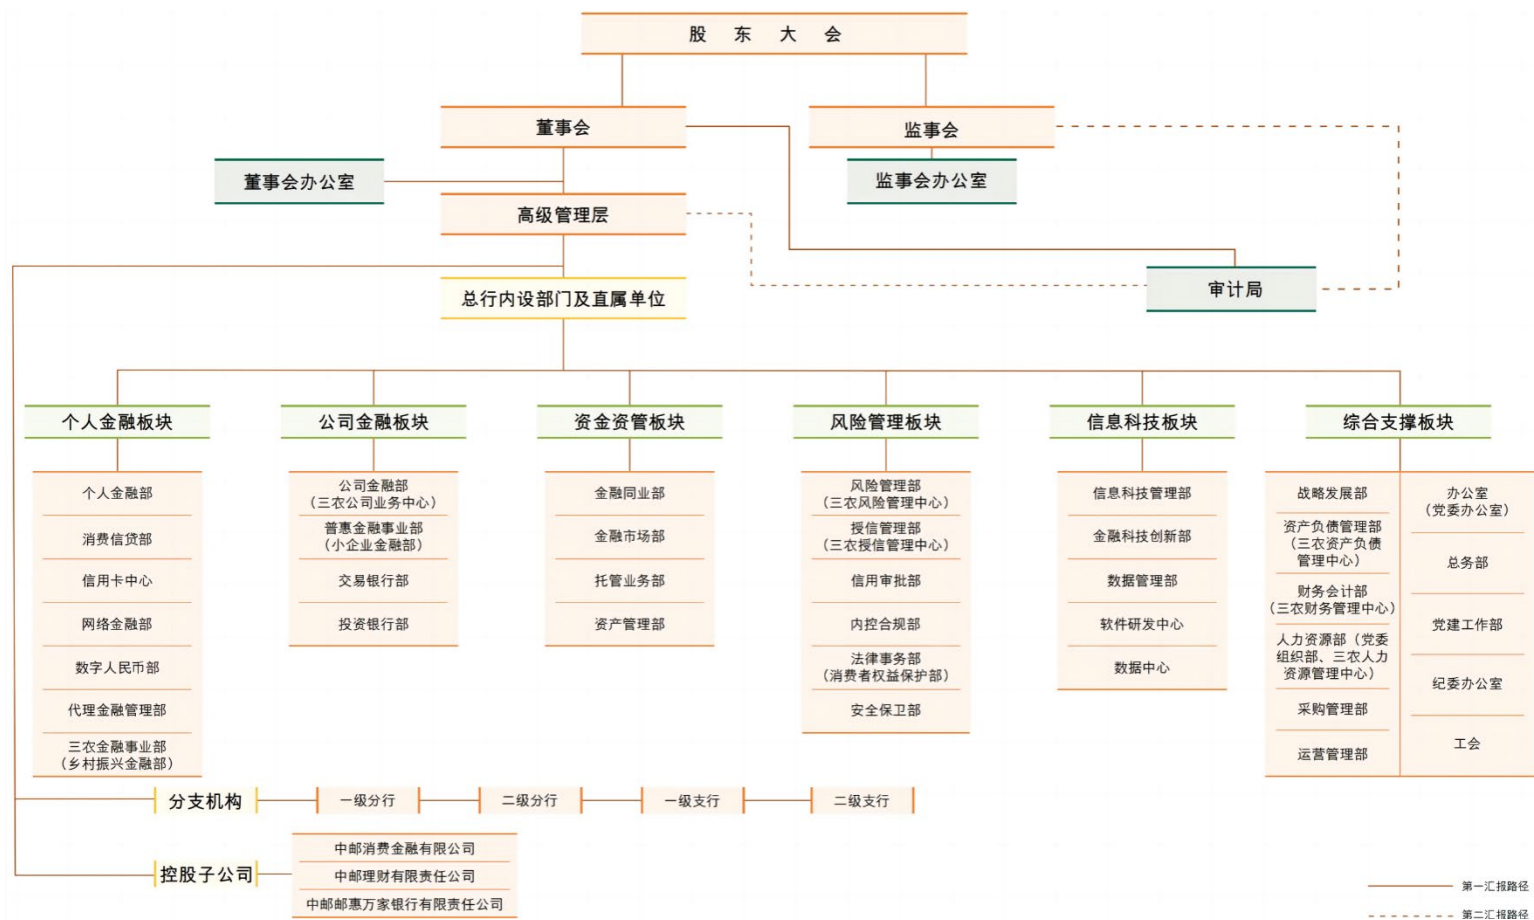 股东大会
董事会
监事会
董事会办公室
监事会办公室
高级管理层
审计局
总行内设部门及直属单位
个人金融板块
个人金融部
消费信贷部
信用卡中心
网络金融部
数字人民币部
代理金融管理部
三农金融事业部
（乡村振兴金融部）
公司金融板块
公司金融部
（三农公司业务中心）
普惠金融事业部
（小企业金融部）
交易银行部
投资银行部
资金资管板块
金融同业部
金融市场部
托管业务部
资产管理部
风险管理板块
风险管理部
（三农风险管理中心）
授信管理部
（三农授信管理中心）
信用审批部
内控合规部
法律事务部
（消费者权益保护部）
安全保卫部
信息科技板块
信息科技管理部
金融科技创新部
数据管理部
软件研发中心
数据中心
综合支撑板块
战略发展部
资产负债管理部
（三农资产负债
管理中心）
财务会计部
（三农财务管理中心）
人力资源部（党委
组织部、三农人力
资源管理中心）
采购管理部
运营管理部
办公室
（党委办公室）
总务部
党建工作部
纪委办公室
工会
分支机构
一级分行
二级分行
一级支行
二级支行
控股子公司
中邮消费金融有限公司
中邮理财有限责任公司
中邮邮惠万家银行有限责任公司
第一汇报路径
第二汇报路径